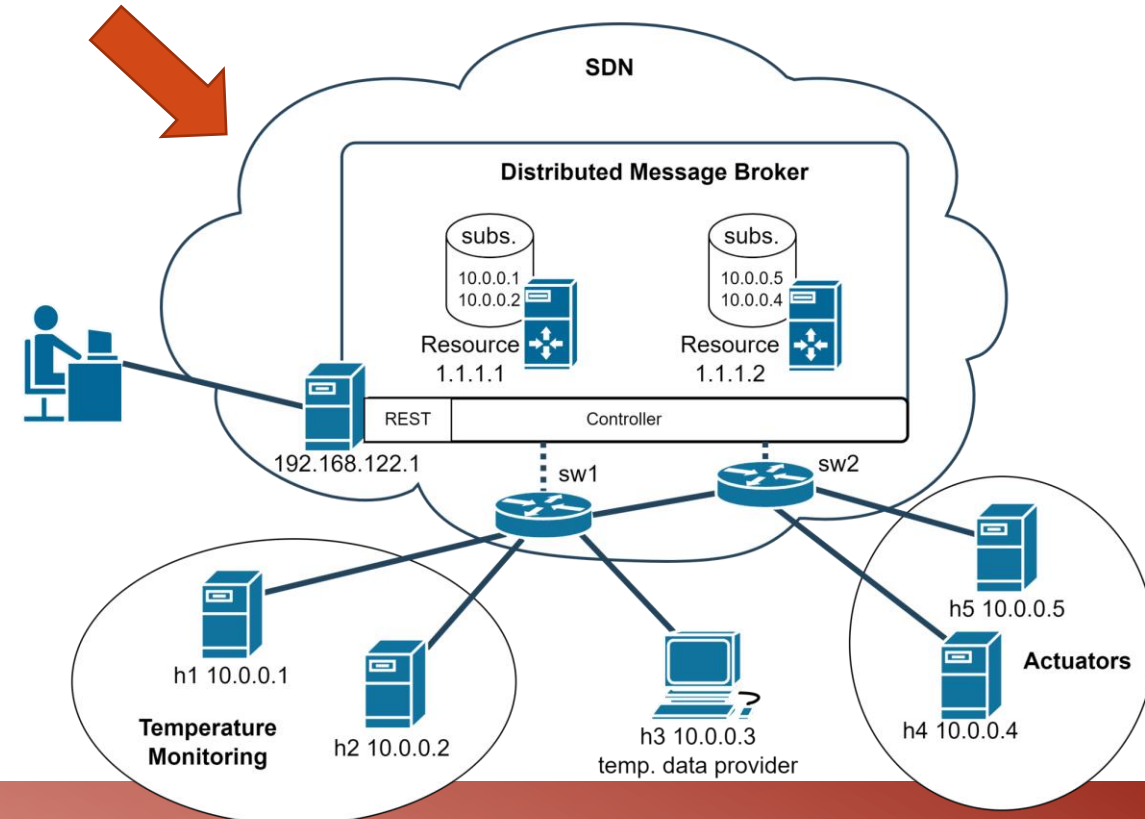 SDN
Distributed Message Broker
subs.
10.0.0.1
10.0.0.2
Resource
1.1.1.1
subs.
10.0.0.5
10.0.0.4
Resource
1.1.1.2
REST
Controller
192.168.122.1
sw1
sw2
h1 10.0.0.1
Temperature
Monitoring
h2 10.0.0.2
h3 10.0.0.3
temp. data provider
h5 10.0.0.5
Actuators
h4 10.0.0.4